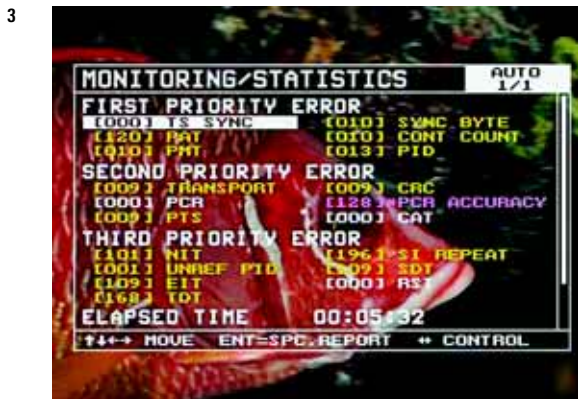 3
MONITORING/STATISTICS AUTO 1/1
FIRST PRIORITY ERROR
[000] TS SYNC [010] SYNC BYTE
[120] PAT [010] CONT COUNT
[010] PMT [013] PID
SECOND PRIORITY ERROR
[009] TRANSPORT [009] CRC
[000] PCR [128]*PCR ACCURACY
[009] PTS [000] CAT
THIRD PRIORITY ERROR
[101] NIT [196]*SI REPEAT
[001] UNREF PID [209] SDT
[109] EIT [000] RST
[168] TDT
ELAPSED TIME 00:05:32
↑↓←→ MOVE ENT=SPC.REPORT ↔ CONTROL